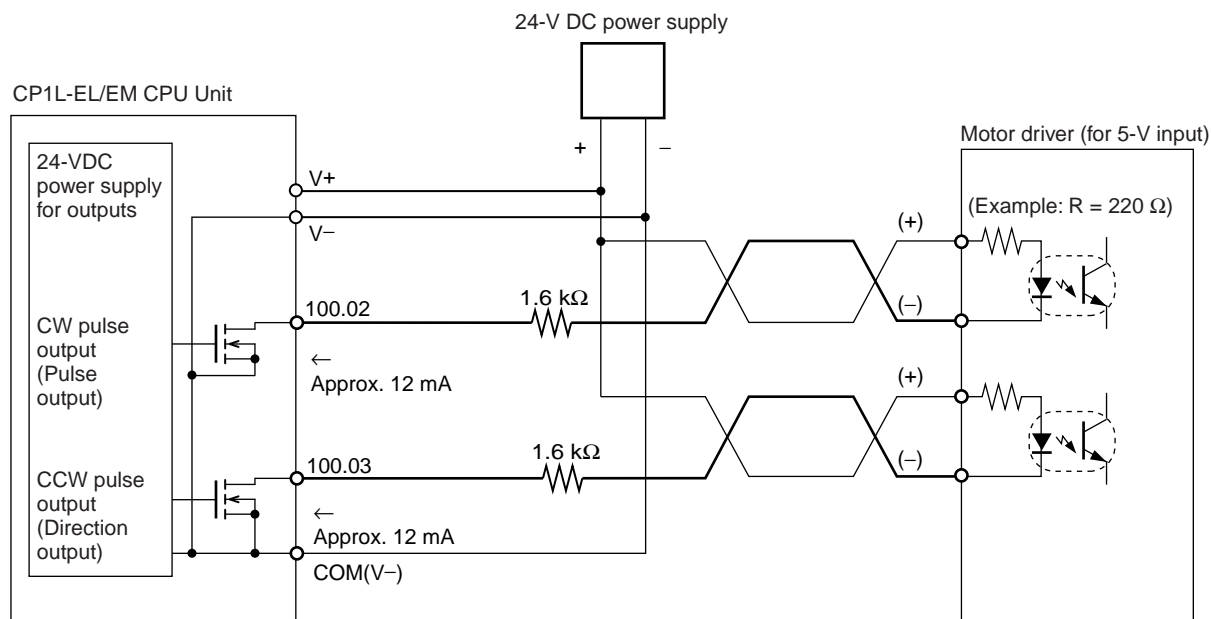 24-V DC power supply
CP1L-EL/EM CPU Unit
+
−
Motor driver (for 5-V input)
24-VDC
power supply
for outputs
V+
V−
(Example: R = 220 Ω)
(+)
(−)
1.6 kΩ
100.02
CW pulse
output
(Pulse
output)
←
Approx. 12 mA
(+)
(−)
1.6 kΩ
100.03
CCW pulse
output
(Direction
output)
←
Approx. 12 mA
COM(V−)